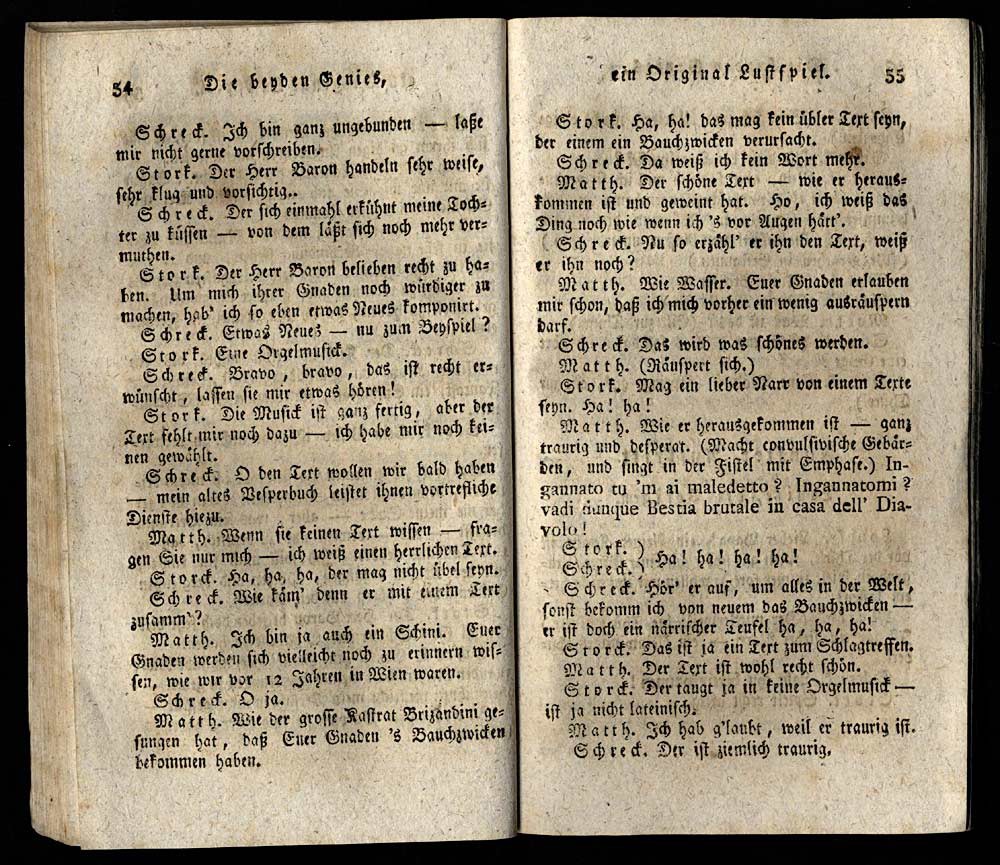 54 Die beyden Genies,
Schreck. Ich bin ganz ungebunden — laße
mir nicht gerne vorschreiben.
Stork. Der Herr Baron handeln sehr weise,
sehr klug und vorsichtig..
Schreck. Der sich einmahl erkühnt meine Toch-
ter zu küssen — von dem läßt sich noch mehr ver-
muthen.
Stork. Der Herr Baron belieben recht zu ha-
ben. Um mich ihrer Gnaden noch würdiger zu
machen, hab' ich so eben etwas Neues komponirt.
Schreck. Etwas Neues — nu zum Beyspiel?
Stork. Eine Orgelmusick.
Schreck. Bravo, bravo, das ist recht er-
wünscht, lassen sie mir etwas hören!
Stork. Die Musick ist ganz fertig, aber der
Text fehlt mir noch dazu — ich habe mir noch kei-
nen gewählt.
Schreck. O den Text wollen wir bald haben
— mein altes Vesperbuch leistet ihnen vortrefliche
Dienste hiezu.
Matth. Wenn sie keinen Text wissen — fra-
gen Sie nur mich — ich weiß einen herrlichen Text.
Storck. Ha, ha, ha, der mag nicht übel seyn.
Schreck. Wie käm' denn er mit einem Text
zusamm'?
Matth. Ich bin ja auch ein Schini. Euer
Gnaden werden sich vielleicht noch zu erinnern wis-
sen, wie wir vor 12 Jahren in Wien waren.
Schreck. O ja.
Matth. Wie der grosse Kastrat Brizandini ge-
sungen hat, daß Euer Gnaden 's Bauchzwicken
bekommen haben.
ein Original Lustspiel. 55
Stork. Ha, ha! das mag kein übler Text seyn,
der einem ein Bauchzwicken verursacht.
Schreck. Da weiß ich kein Wort mehr.
Matth. Der schöne Text — wie er heraus-
kommen ist und geweint hat. Ho, ich weiß das
Ding noch wie wenn ich 's vor Augen hätt'.
Schreck. Nu so erzähl' er ihn den Text, weiß
er ihn noch?
Matth. Wie Wasser. Euer Gnaden erlauben
mir schon, daß ich mich vorher ein wenig ausräuspern
darf.
Schreck. Das wird was schönes werden.
Matth. (Räuspert sich.)
Stork. Mag ein lieber Narr von einem Texte
seyn. Ha! ha!
Matth. Wie er herausgekommen ist — ganz
traurig und desperat. (Macht convulsivische Gebär-
den, und singt in der Fistel mit Emphase.) In-
gannato tu 'm ai maledetto? Ingannatomi?
vadi dunque Bestia brutale in casa dell' Dia-
volo!
Stork. )
Schreck. ) Ha! ha! ha! ha!
Schreck. Hör' er auf, um alles in der Welt,
sonst bekomm ich von neuem das Bauchzwicken —
er ist doch ein närrischer Teufel ha, ha, ha!
Storck. Das ist ja ein Text zum Schlagtreffen.
Matth. Der Text ist wohl recht schön.
Storck. Der taugt ja in keine Orgelmusick —
ist ja nicht lateinisch.
Matth. Ich hab g'laubt, weil er traurig ist.
Schreck. Der ist ziemlich traurig,